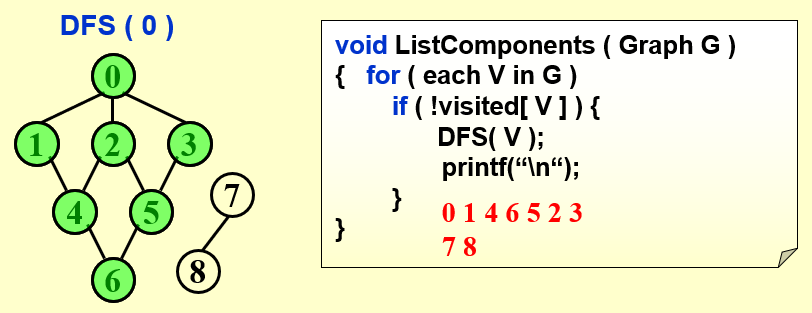 DFS ( 0 )
0
1 2 3
4 5
6
7
8
void ListComponents ( Graph G )
{ for ( each V in G )
if ( !visited[ V ] ) {
DFS( V );
printf(“\n“);
}
}
0 1 4 6 5 2 3
7 8